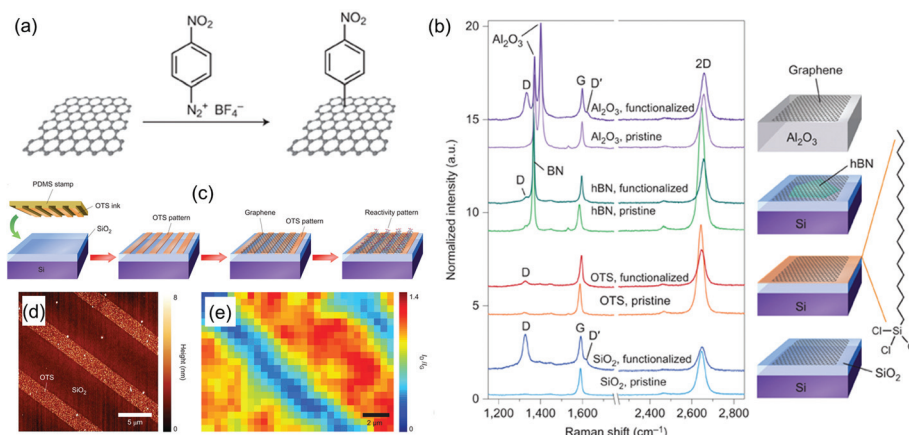 (a)
NO₂
N₂⁺ BF₄⁻
NO₂
(b)
Normalized intensity (a.u.)
20
15
10
5
0
Al₂O₃
D
G
D′
2D
Al₂O₃, functionalized
Al₂O₃, pristine
BN
D
hBN, functionalized
hBN, pristine
D
OTS, functionalized
OTS, pristine
D
G
D′
SiO₂, functionalized
SiO₂, pristine
1,200 1,400 1,600 2,600 2,800
Raman shift (cm⁻¹)
Graphene
Al₂O₃
hBN
Si
Si
Cl
Si
Cl
Si
SiO₂
(c)
PDMS stamp
OTS ink
SiO₂
Si
OTS pattern
Graphene
OTS pattern
Reactivity pattern
(d)
OTS
SiO₂
5 μm
8
Height (nm)
0
(e)
2 μm
1.4
I_D/I_G
0